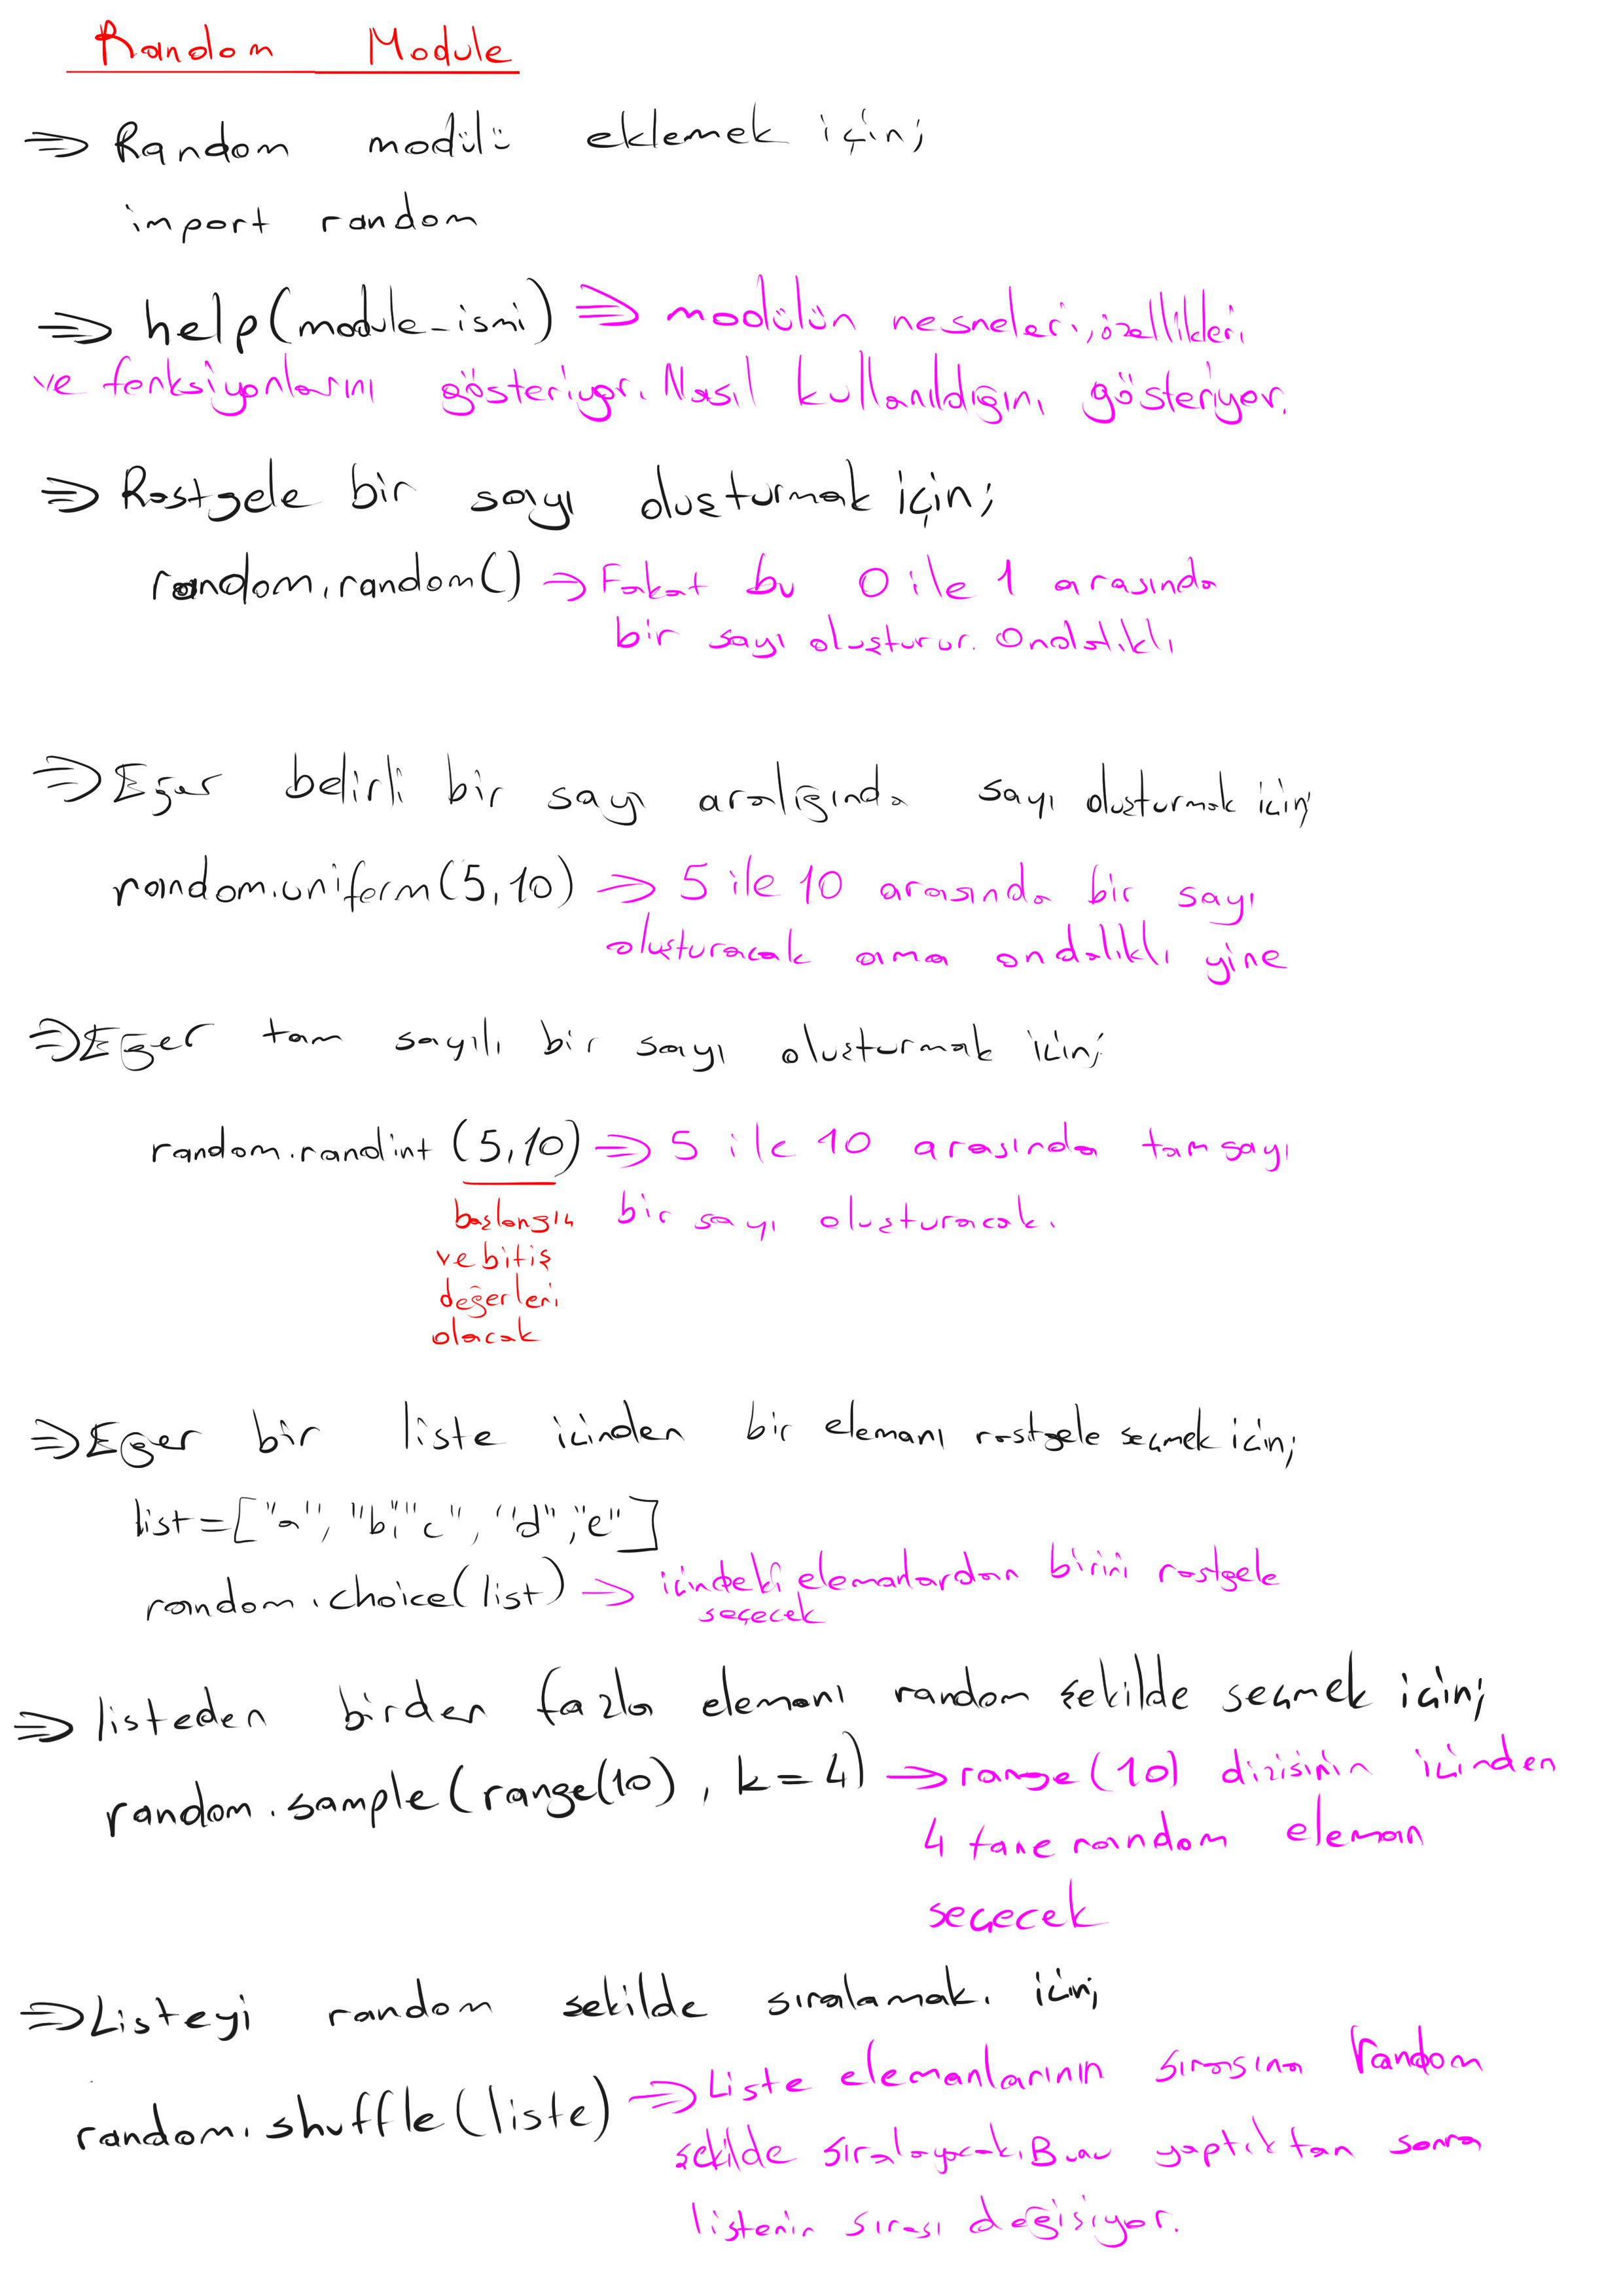 Random Module
⇒ Random modülü eklemek için;
import random
⇒ help(module_ismi) ⇒ modülün nesneleri, özellikleri
ve fonksiyonlarını gösteriyor. Nasıl kullanıldığını gösteriyor.
⇒ Rastgele bir sayı oluşturmak için;
random.random() → Fakat bu 0 ile 1 arasında
bir sayı oluşturur. Ondalıklı
⇒ Eğer belirli bir sayı aralığında sayı oluşturmak için
random.uniform(5,10) → 5 ile 10 arasında bir sayı
oluşturacak ama ondalıklı yine
⇒ Eğer tam sayılı bir sayı oluşturmak için;
random.randint (5,10) ⇒ 5 ile 10 arasında tam sayı
başlangıç bir sayı oluşturacak.
ve bitiş
değerleri
olacak
⇒ Eğer bir liste içinden bir elemanı rastgele seçmek için;
list=["a", "b","c", "d","e"]
random.choice(list) → içindeki elemanlardan birini rastgele
seçecek
⇒ listeden birden fazla elemanı random şekilde seçmek için;
random.sample(range(10), k=4) → range(10) dizisinin içinden
4 tane random eleman
seçecek
⇒ Listeyi random şekilde sıralamak. için;
random.shuffle(liste) ⇒ Liste elemanlarının sırasına random
şekilde sıralayacak. Bunu yaptıktan sonra
listenin sırası değişiyor.